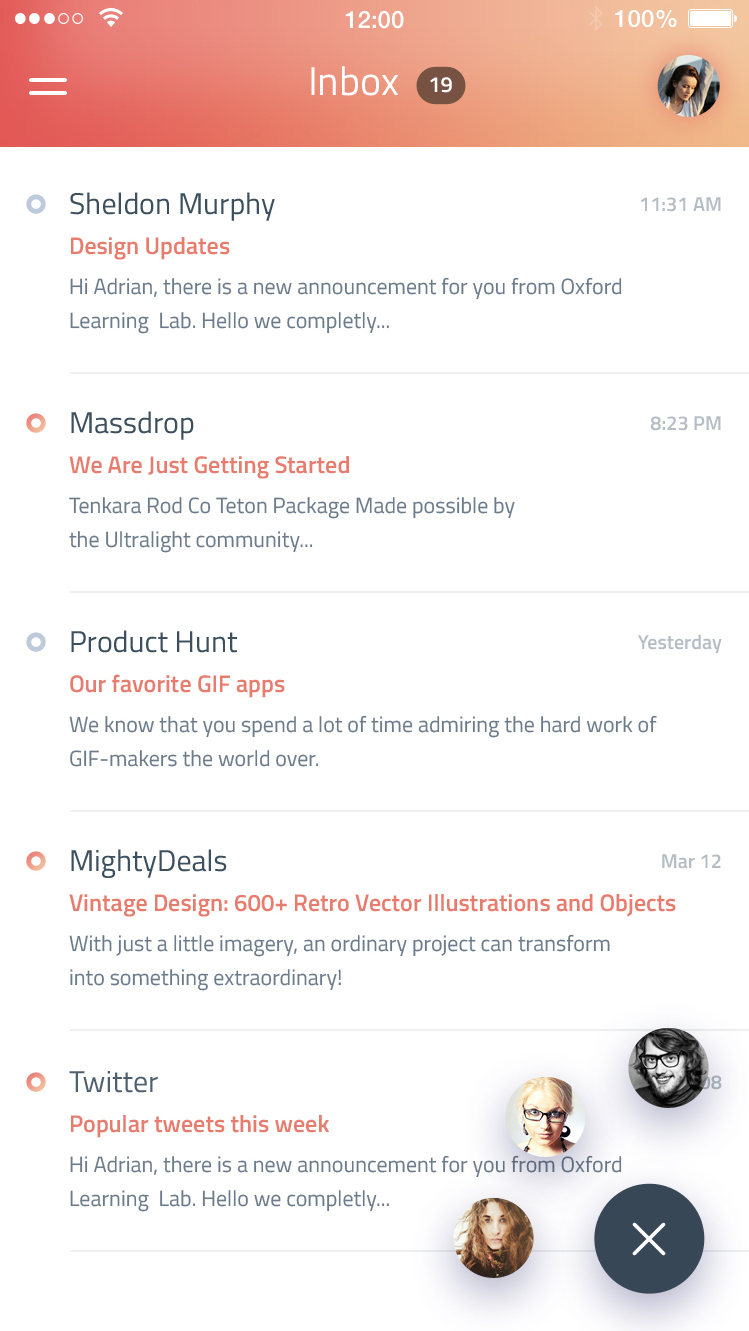 12:00
100%
Inbox
19
Sheldon Murphy
11:31 AM
Design Updates
Hi Adrian, there is a new announcement for you from Oxford
Learning  Lab. Hello we completly...
Massdrop
8:23 PM
We Are Just Getting Started
Tenkara Rod Co Teton Package Made possible by
the Ultralight community...
Product Hunt
Yesterday
Our favorite GIF apps
We know that you spend a lot of time admiring the hard work of
GIF-makers the world over.
MightyDeals
Mar 12
Vintage Design: 600+ Retro Vector Illustrations and Objects
With just a little imagery, an ordinary project can transform
into something extraordinary!
Twitter
08
Popular tweets this week
Hi Adrian, there is a new announcement for you from Oxford
Learning  Lab. Hello we completly...